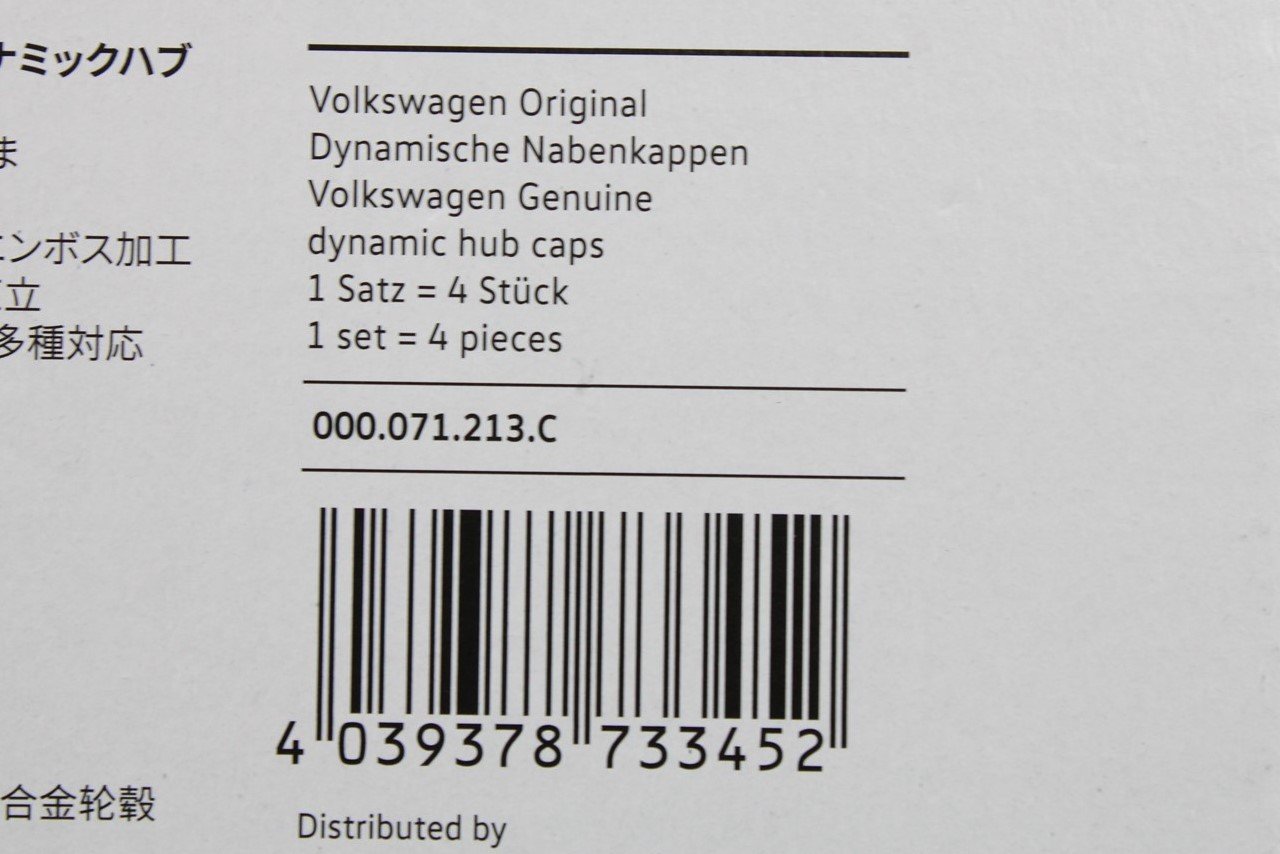 ナミックハブ
ま
エンボス加工
立
多種対応
合金轮毂
Volkswagen Original
Dynamische Nabenkappen
Volkswagen Genuine
dynamic hub caps
1 Satz = 4 Stück
1 set = 4 pieces
000.071.213.C
4 039378 733452
Distributed by